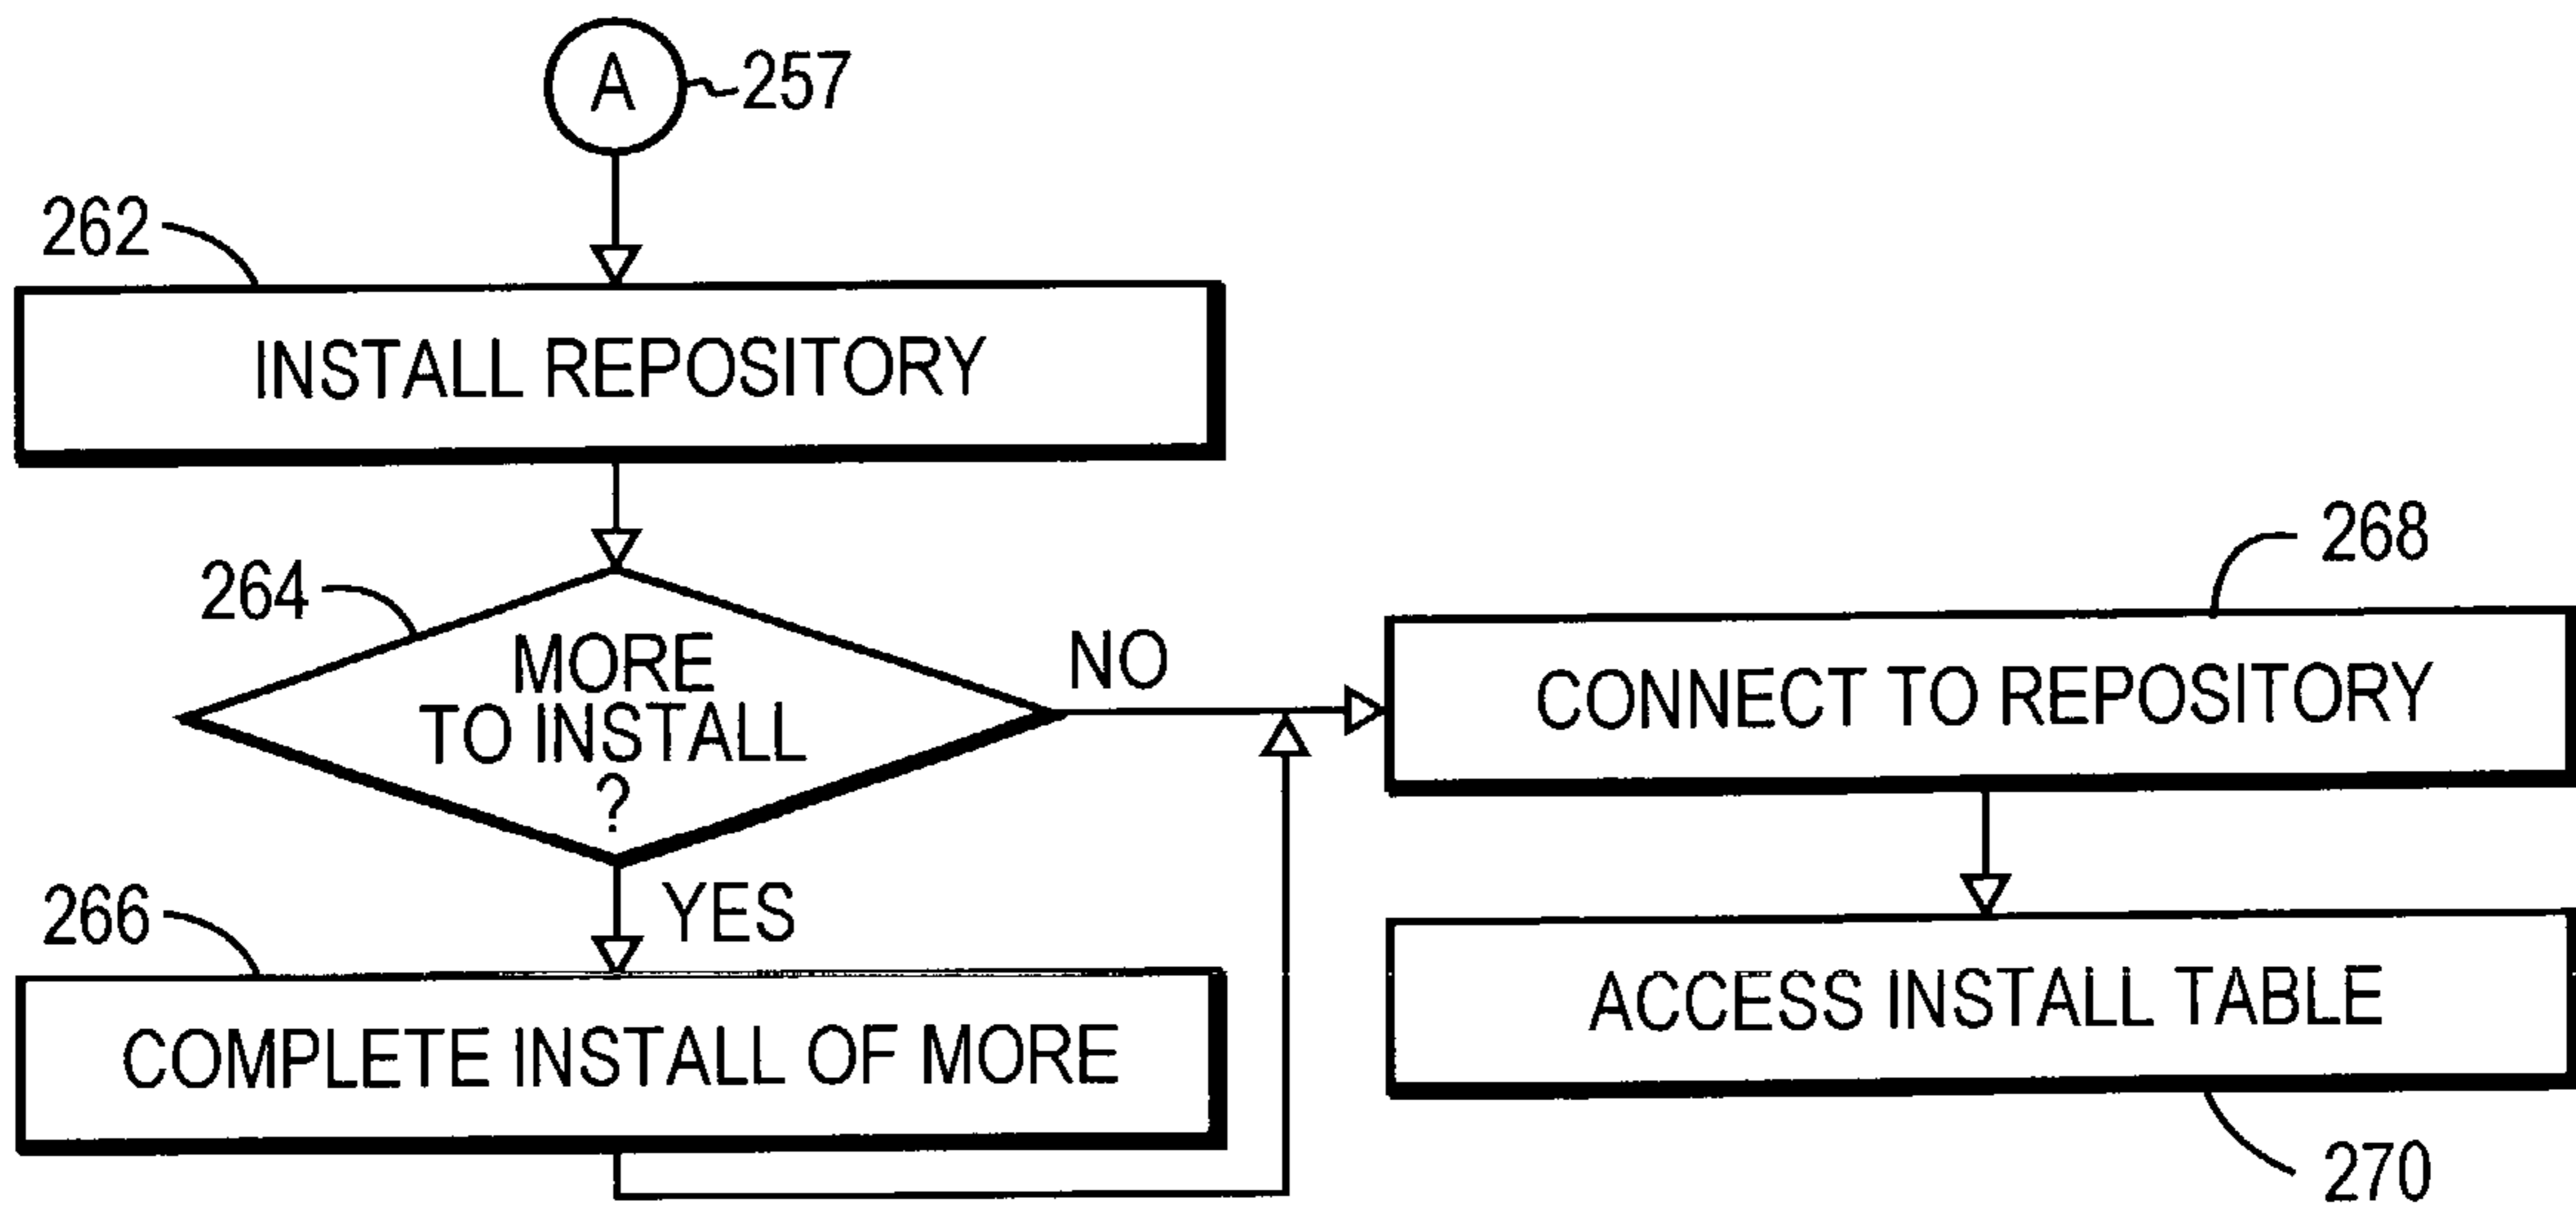 A
257
262
INSTALL REPOSITORY
264
MORE
TO INSTALL
?
NO
YES
266
COMPLETE INSTALL OF MORE
268
CONNECT TO REPOSITORY
ACCESS INSTALL TABLE
270